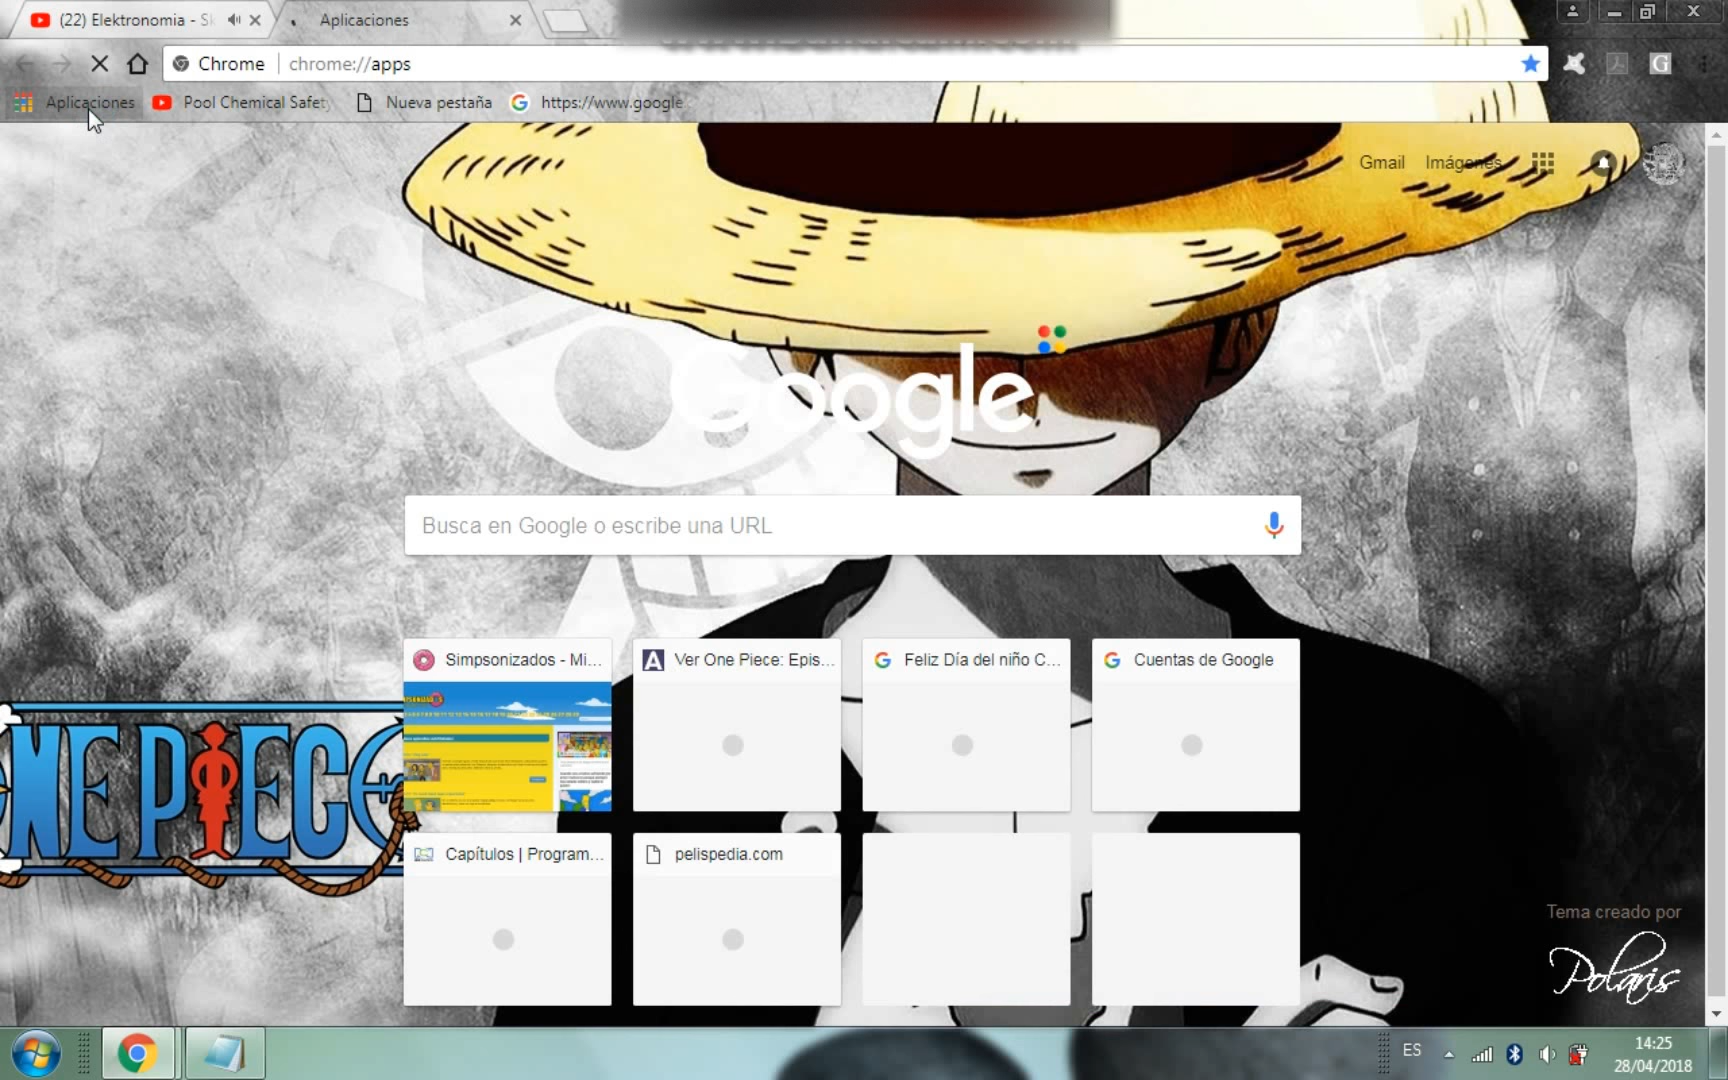 (22) Elektronomia - Sk
Aplicaciones
Chrome
chrome://apps
Aplicaciones
Pool Chemical Safety
Nueva pestaña
https://www.google
Gmail
Imágenes
Google
Busca en Google o escribe una URL
Simpsonizados - Mi...
Ver One Piece: Epis...
Feliz Día del niño C...
Cuentas de Google
ONE PIECE
Capítulos | Program...
pelispedia.com
Tema creado por
Polaris
ES
14:25
28/04/2018